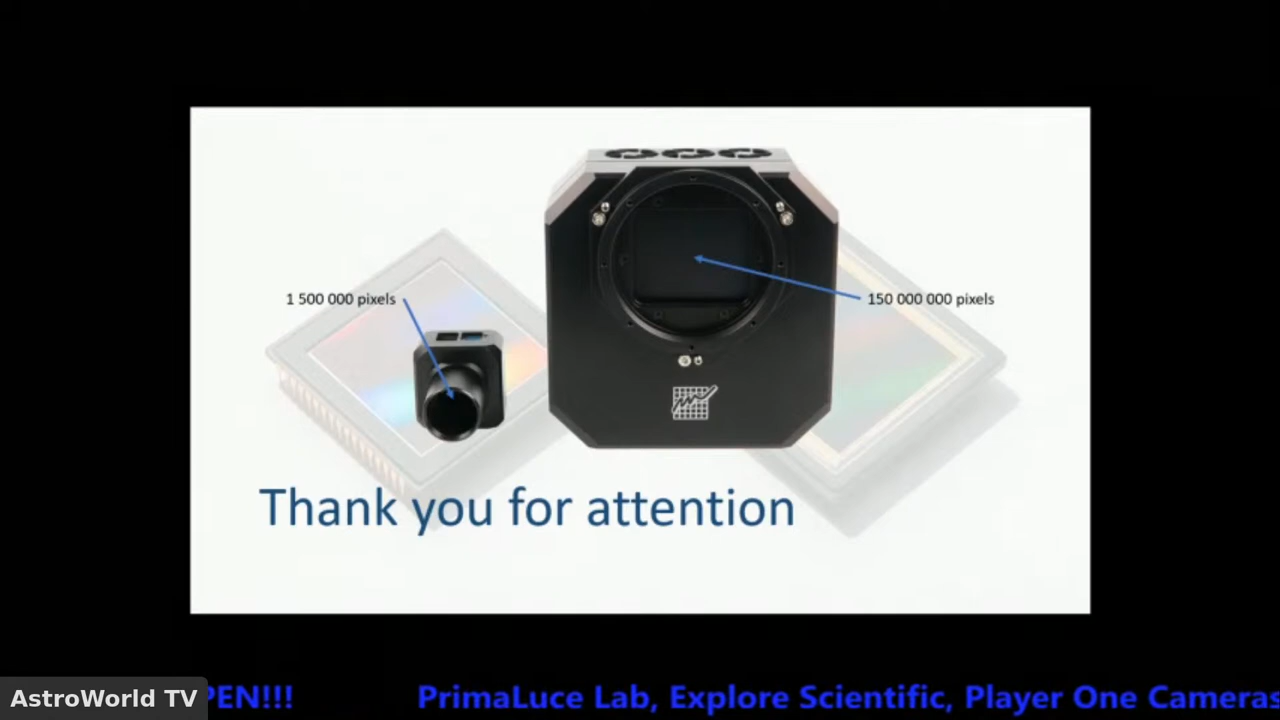 1 500 000 pixels
150 000 000 pixels
Thank you for attention
AstroWorld TV
PEN!!! PrimaLuce Lab, Explore Scientific, Player One Cameras